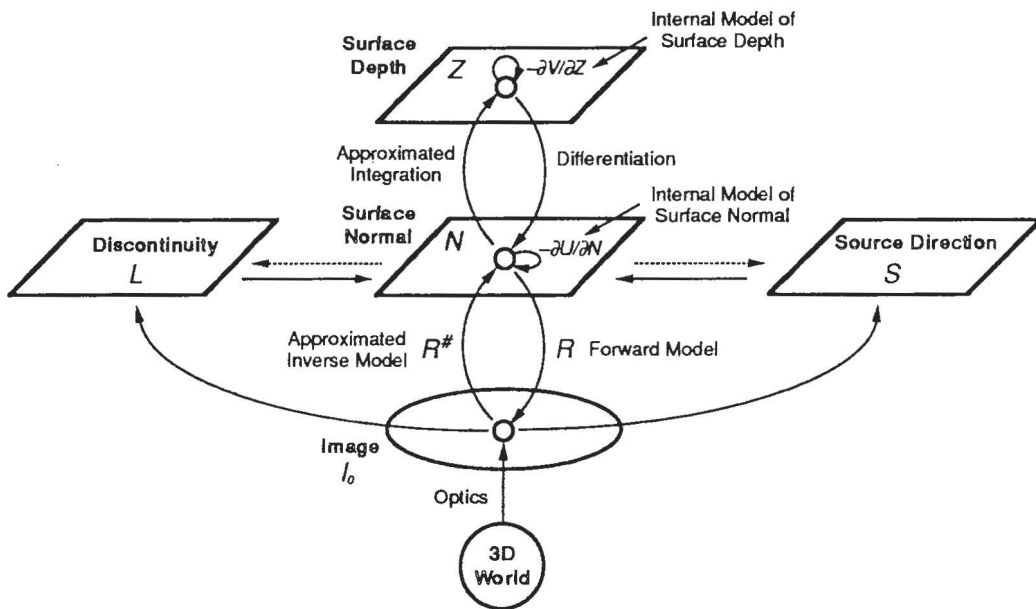 Internal Model of
Surface Depth
Surface
Depth
Z
–∂V/∂Z
Approximated
Integration
Differentiation
Internal Model of
Surface Normal
Surface
Normal
N
–∂U/∂N
Discontinuity
L
Source Direction
S
Approximated
Inverse Model
R#
R
Forward Model
Image
I₀
Optics
3D
World